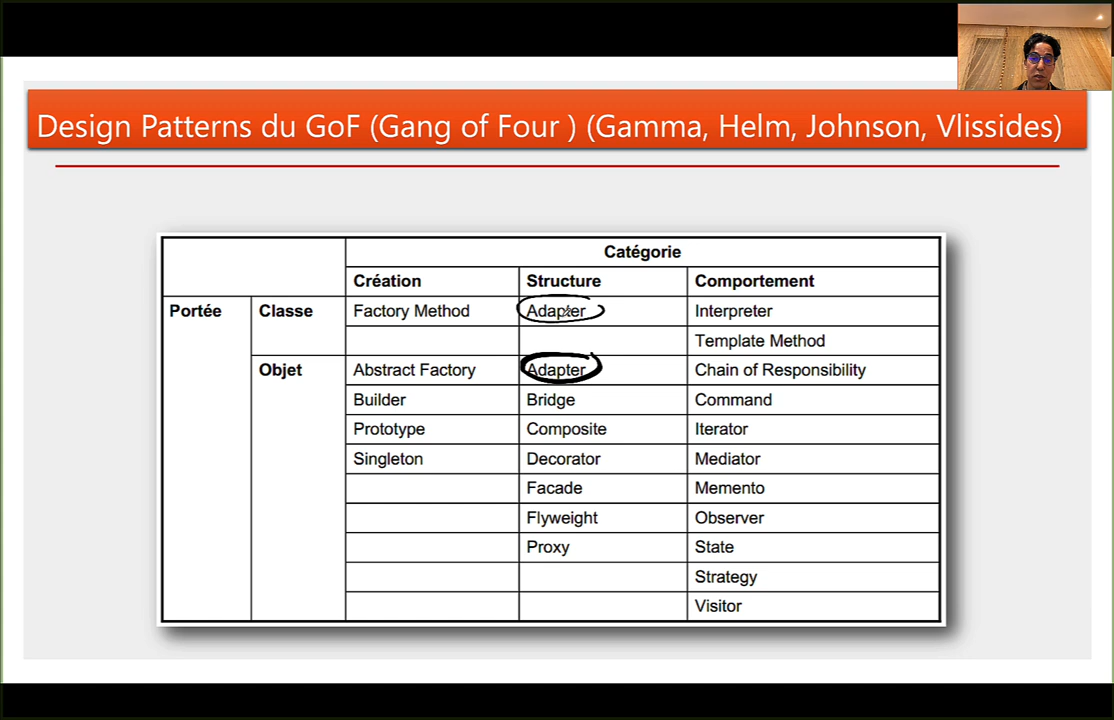 Design Patterns du GoF (Gang of Four ) (Gamma, Helm, Johnson, Vlissides)
Catégorie
Création Structure Comportement
Portée Classe Factory Method Adapter Interpreter
Template Method
Objet Abstract Factory Adapter Chain of Responsibility
Builder Bridge Command
Prototype Composite Iterator
Singleton Decorator Mediator
Facade Memento
Flyweight Observer
Proxy State
Strategy
Visitor